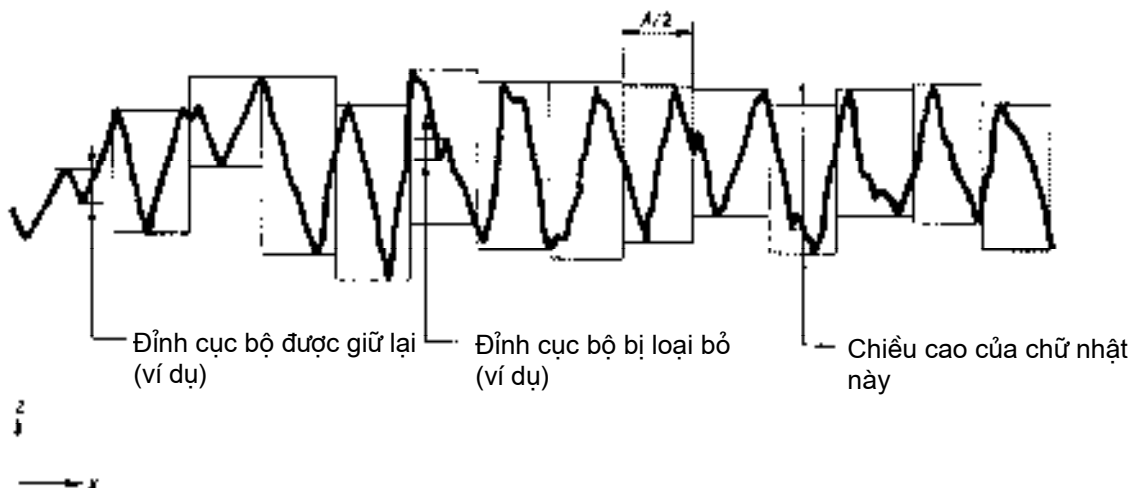 A/2
Đỉnh cục bộ được giữ lại
(ví dụ)
Đỉnh cục bộ bị loại bỏ
(ví dụ)
Chiều cao của chữ nhật
này
z
x